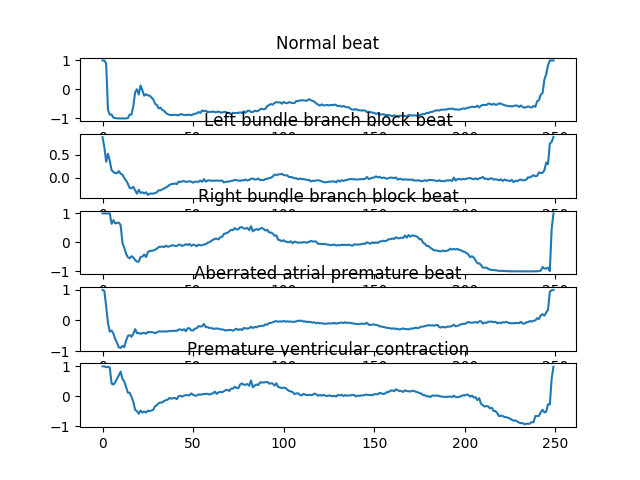 Normal beat
1
−1
Left bundle branch block beat
0.5
0.0
Right bundle branch block beat
1
0
−1
Aberrated atrial premature beat
1
0
−1
Premature ventricular contraction
1
0
−1
0 50 100 150 200 250